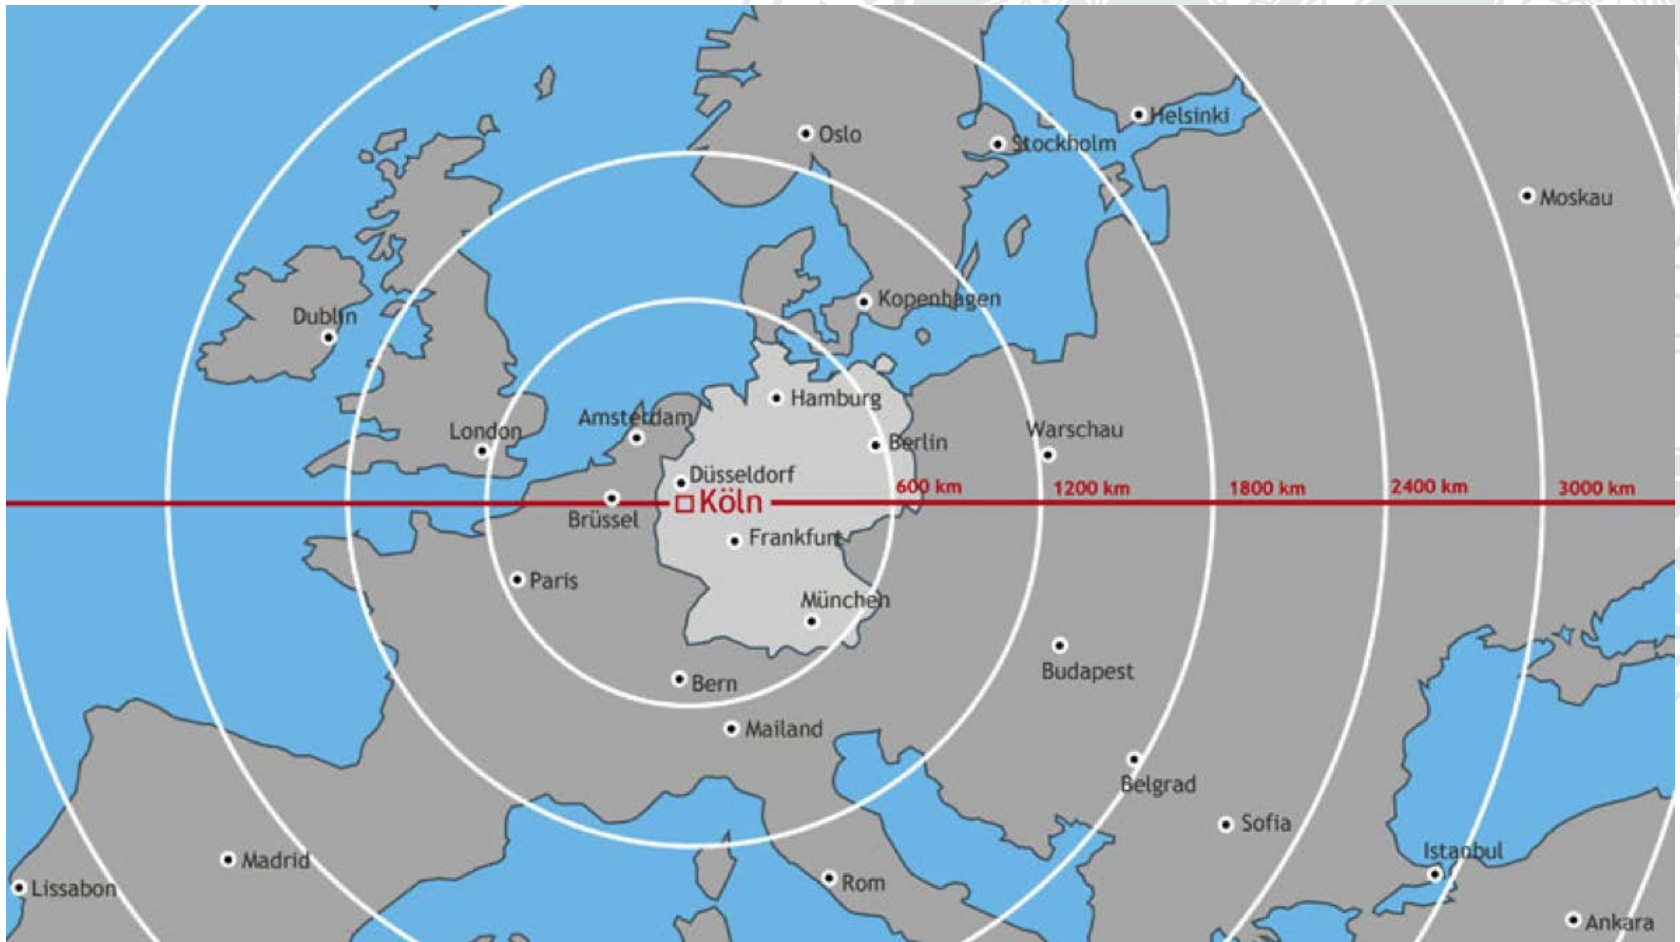 Oslo
Helsinki
Stockholm
Moskau
Kopenhagen
Dublin
Hamburg
Amsterdam
London
Berlin
Warschau
Düsseldorf
Köln
600 km
1200 km
1800 km
2400 km
3000 km
Brüssel
Frankfurt
Paris
München
Budapest
Bern
Mailand
Belgrad
Sofia
Istanbul
Madrid
Lissabon
Rom
Ankara